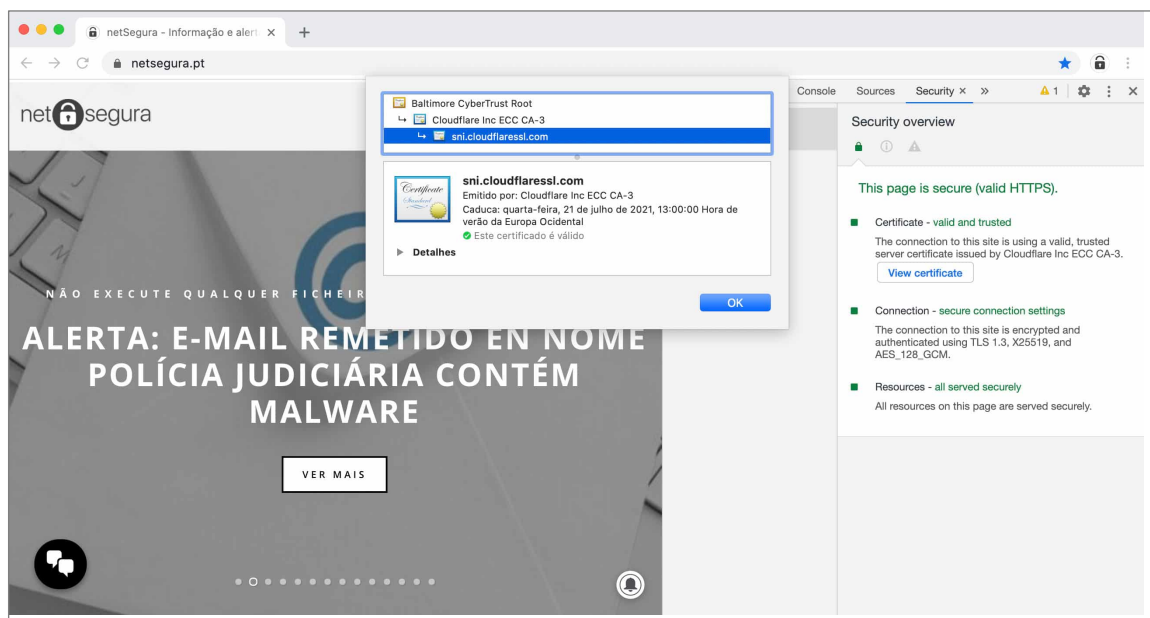 netSegura - Informação e alert
netsegura.pt
netsegura
Baltimore CyberTrust Root
Cloudflare Inc ECC CA-3
sni.cloudflaressl.com
Certificate
Standard
sni.cloudflaressl.com
Emitido por: Cloudflare Inc ECC CA-3
Caduca: quarta-feira, 21 de julho de 2021, 13:00:00 Hora de
verão da Europa Ocidental
Este certificado é válido
Detalhes
OK
NÃO EXECUTE QUALQUER FICHEIR
ALERTA: E-MAIL REMETIDO EN NOME
POLÍCIA JUDICIÁRIA CONTÉM
MALWARE
VER MAIS
Console Sources Security × » 1
Security overview
This page is secure (valid HTTPS).
Certificate - valid and trusted
The connection to this site is using a valid, trusted
server certificate issued by Cloudflare Inc ECC CA-3.
View certificate
Connection - secure connection settings
The connection to this site is encrypted and
authenticated using TLS 1.3, X25519, and
AES_128_GCM.
Resources - all served securely
All resources on this page are served securely.